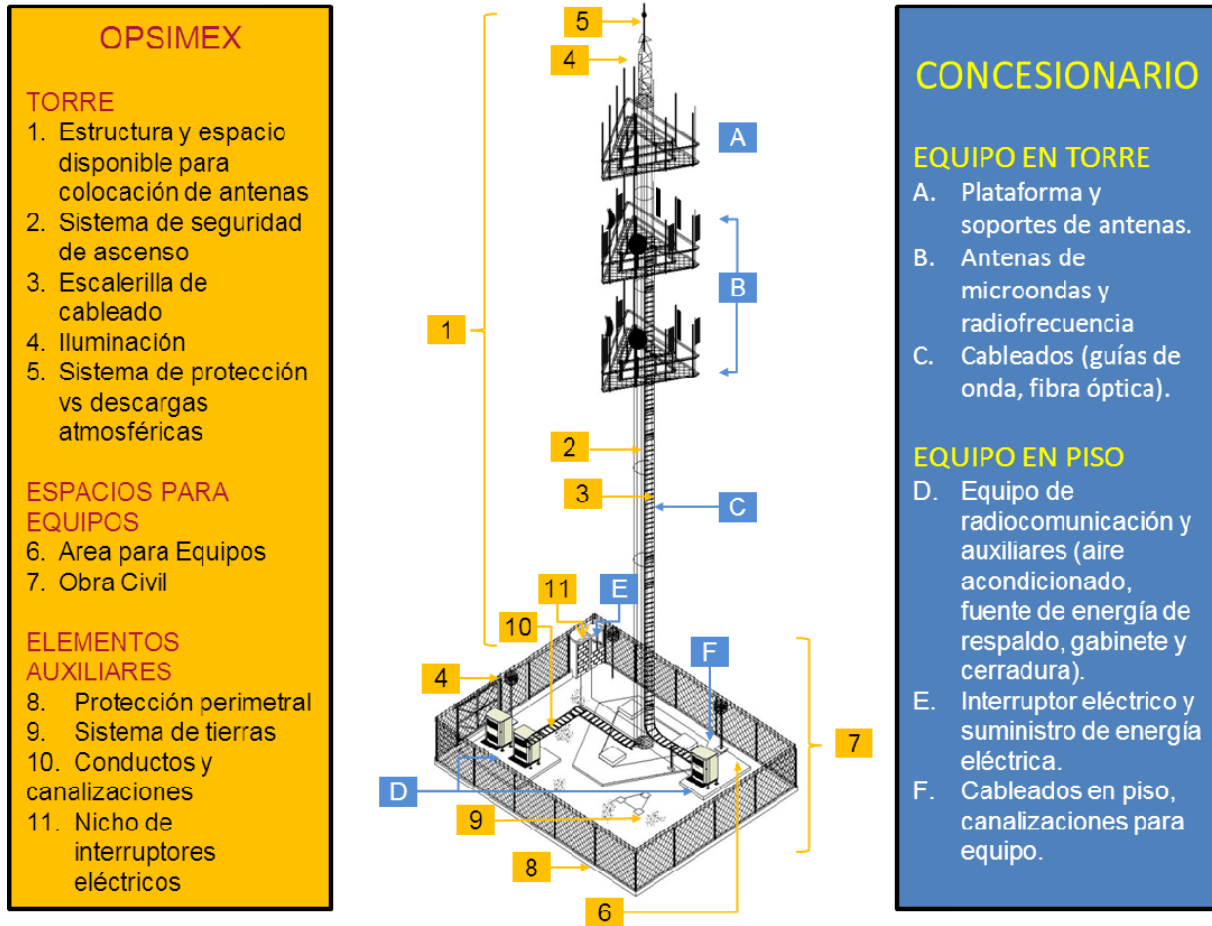 OPSIMEX
TORRE
1. Estructura y espacio
disponible para
colocación de antenas
2. Sistema de seguridad
de ascenso
3. Escalerilla de
cableado
4. Iluminación
5. Sistema de protección
vs descargas
atmosféricas
ESPACIOS PARA
EQUIPOS
6. Area para Equipos
7. Obra Civil
ELEMENTOS
AUXILIARES
8. Protección perimetral
9. Sistema de tierras
10. Conductos y
canalizaciones
11. Nicho de
interruptores
eléctricos
5
4
A
B
1
2
3
C
11
E
10
F
4
7
D
9
8
6
CONCESIONARIO
EQUIPO EN TORRE
A. Plataforma y
soportes de antenas.
B. Antenas de
microondas y
radiofrecuencia
C. Cableados (guías de
onda, fibra óptica).
EQUIPO EN PISO
D. Equipo de
radiocomunicación y
auxiliares (aire
acondicionado,
fuente de energía de
respaldo, gabinete y
cerradura).
E. Interruptor eléctrico y
suministro de energía
eléctrica.
F. Cableados en piso,
canalizaciones para
equipo.